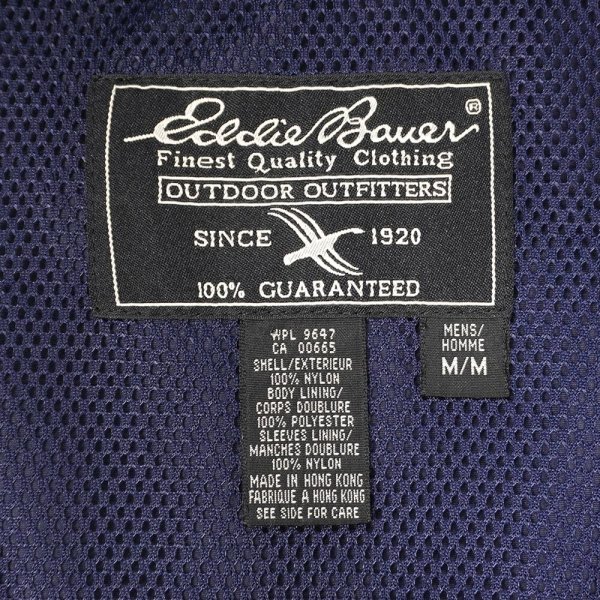 Eddie Bauer®
Finest Quality Clothing
OUTDOOR OUTFITTERS
SINCE 1920
100% GUARANTEED
WPL 9647
CA 00665
SHELL/EXTERIEUR
100% NYLON
BODY LINING/
CORPS DOUBLURE
100% POLYESTER
SLEEVES LINING/
MANCHES DOUBLURE
100% NYLON
MADE IN HONG KONG
FABRIQUE A HONG KONG
SEE SIDE FOR CARE
MENS/
HOMME
M/M